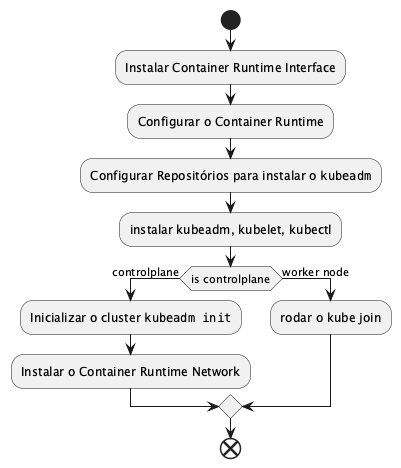 Instalar Container Runtime Interface
Configurar o Container Runtime
Configurar Repositórios para instalar o kubeadm
instalar kubeadm, kubelet, kubectl
controlplane
is controlplane
worker node
Inicializar o cluster kubeadm init
rodar o kube join
Instalar o Container Runtime Network